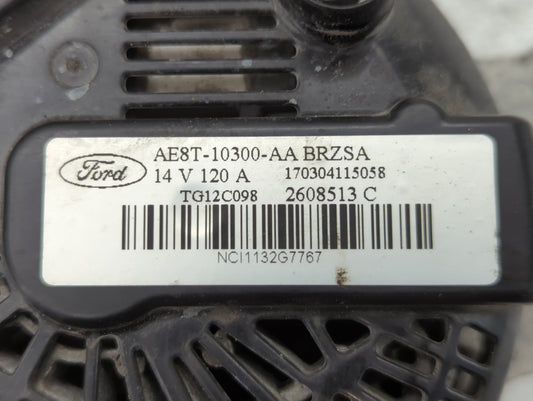 Ford
AE8T-10300-AA BRZSA
14 V 120 A 170304115058
TG12C098 2608513 C
NCI1132G7767